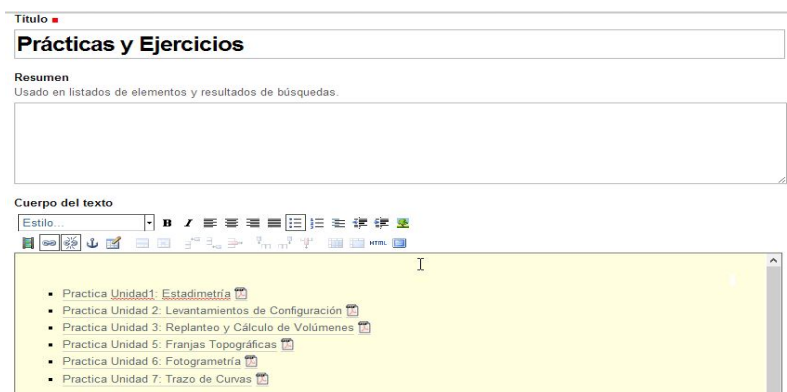 Título
Prácticas y Ejercicios
Resumen
Usado en listados de elementos y resultados de búsquedas.
Cuerpo del texto
Estilo...
B I
HTML
Practica Unidad1: Estadimetría
Practica Unidad 2: Levantamientos de Configuración
Practica Unidad 3: Replanteo y Cálculo de Volúmenes
Practica Unidad 5: Franjas Topográficas
Practica Unidad 6: Fotogrametría
Practica Unidad 7: Trazo de Curvas